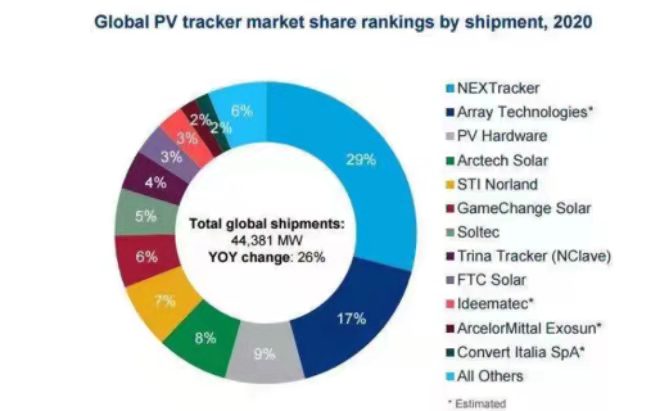 Global PV tracker market share rankings by shipment, 2020
6%
29%
17%
9%
8%
7%
6%
5%
4%
3%
3%
2%
2%
Total global shipments:
44,381 MW
YOY change: 26%
NEXTracker
Array Technologies*
PV Hardware
Arctech Solar
STI Norland
GameChange Solar
Soltec
Trina Tracker (NClave)
FTC Solar
Ideematec*
ArcelorMittal Exosun*
Convert Italia SpA*
All Others
* Estimated